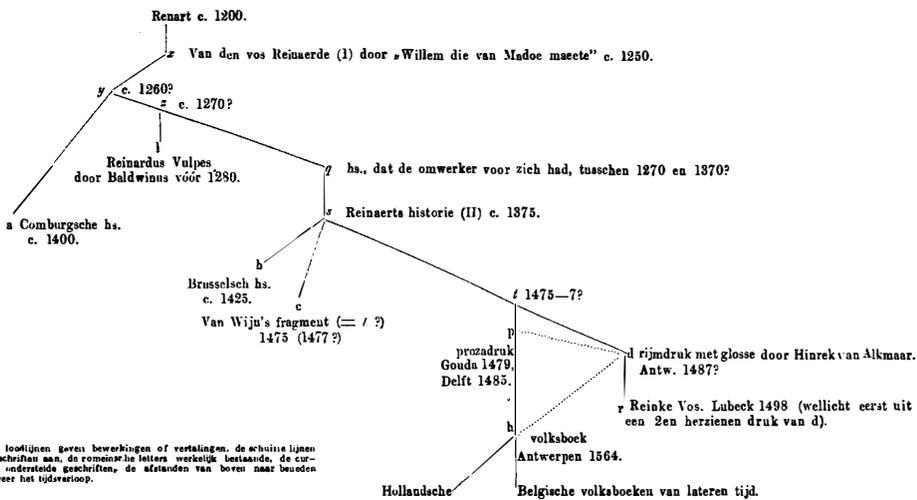 Renart c. 1200.
x Van den vos Reinaerde (I) door „Willem die van Madoc maecte” c. 1250.
y c. 1260?
z c. 1270?
l
Reinardus Vulpes
door Baldwinus vóór 1280.
q hs., dat de omwerker voor zich had, tusschen 1270 en 1370?
a Comburgsche hs.
c. 1400.
s Reinaerts historie (II) c. 1375.
b
Brusselsch hs.
c. 1425.
c
Van Wijn's fragment (= t ?)
1475 (1477?)
t 1475—7?
p
prozadruk
Gouda 1479,
Delft 1485.
d rijmdruk met glosse door Hinrek van Alkmaar.
Antw. 1487?
r Reinke Vos. Lubeck 1498 (wellicht eerst uit
een 2en herzienen druk van d).
h
volksboek
Antwerpen 1564.
loodlijnen geven bewerkingen of vertalingen, de schuine lijnen
schriften aan, de romeinsche letters werkelijk bestaande, de cur-
onderstelde geschriften, de afstanden van boven naar beneden
eer het tijdsverloop.
Hollandsche
Belgische volksboeken van lateren tijd.